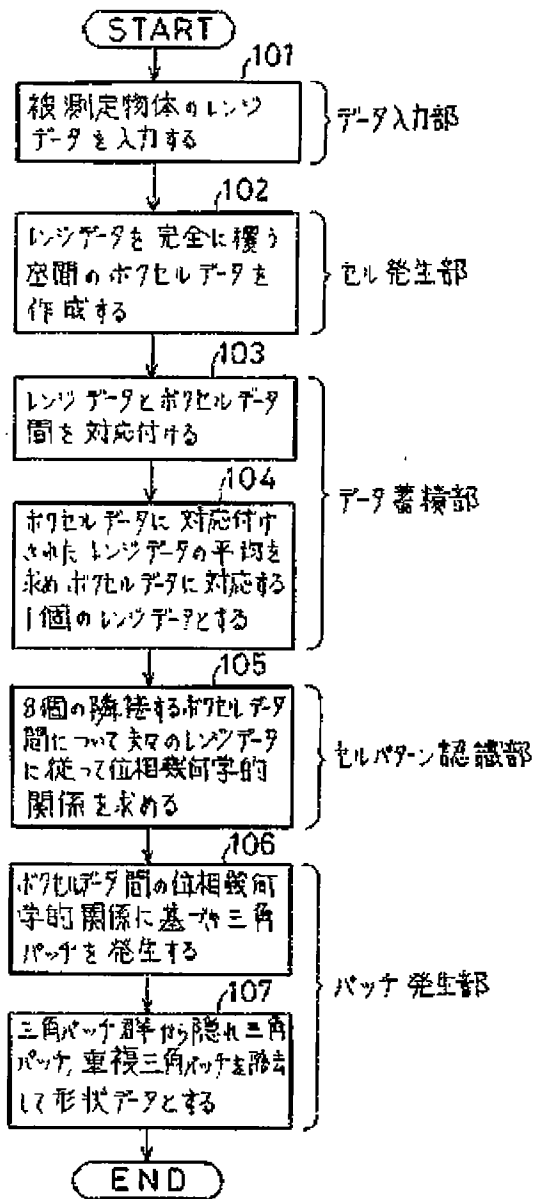 START
101
被測定物体のレンジ
データを入力する
データ入力部
102
レンジデータを完全に覆う
空間のボクセルデータを
作成する
セル発生部
103
レンジデータとボクセルデータ
間を対応付ける
104
ボクセルデータに対応付け
されたレンジデータの平均を
求めボクセルデータに対応する
1個のレンジデータとする
データ蓄積部
105
8個の隣接するボクセルデータ
間について夫々のレンジデータ
に従って位相幾何学的
関係を求める
セルパターン認識部
106
ボクセルデータ間の位相幾何
学的関係に基づき三角
パッチを発生する
107
三角パッチ群から隠れ三角
パッチ,重複三角パッチを除去
して形状データとする
パッチ発生部
END